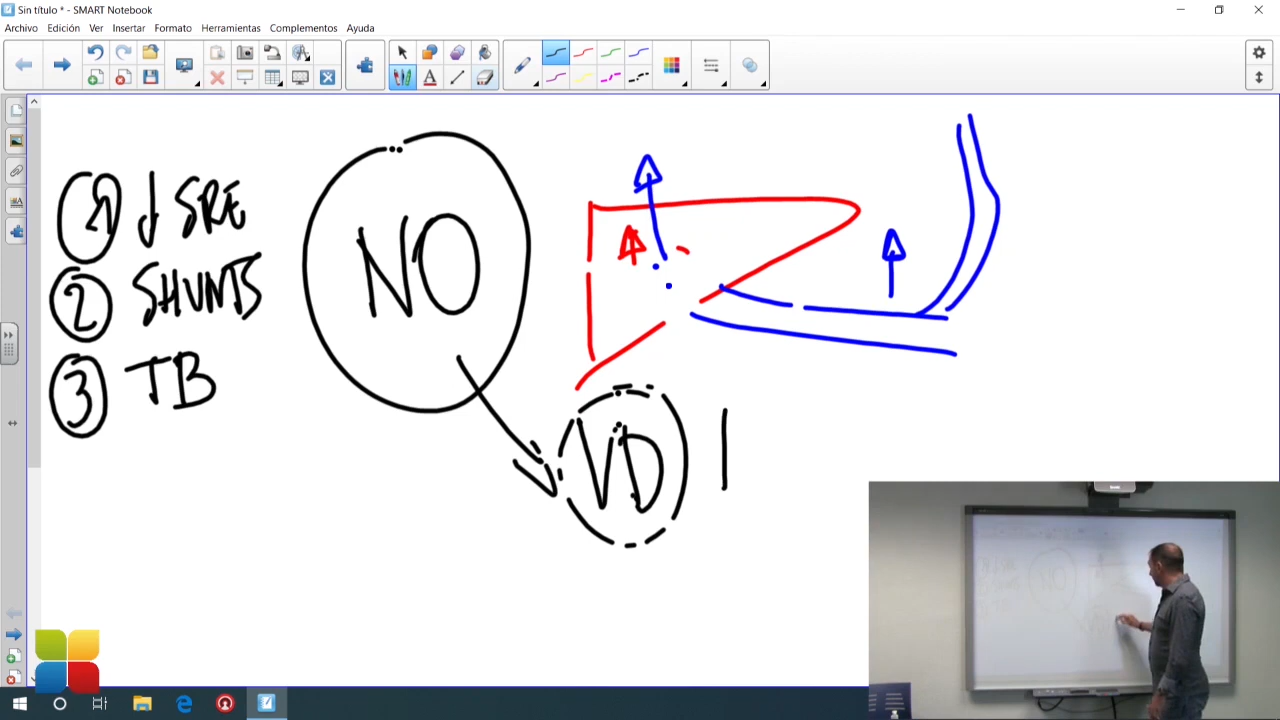 Sin título * - SMART Notebook
Archivo Edición Ver Insertar Formato Herramientas Complementos Ayuda
1 ↓ SRE
2 SHUNTS
3 TB
NO
VD